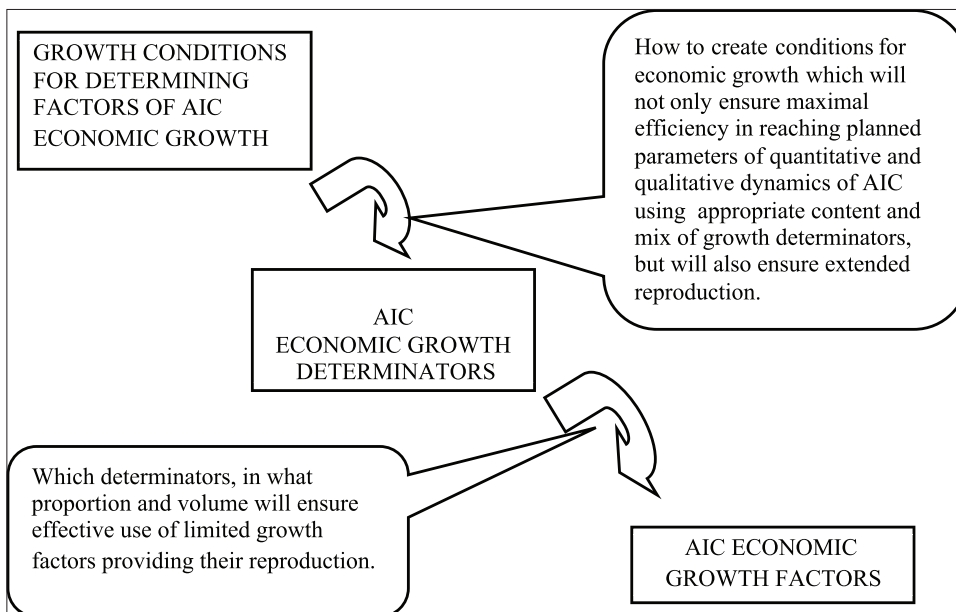 GROWTH CONDITIONS
FOR DETERMINING
FACTORS OF AIC
ECONOMIC GROWTH
How to create conditions for
economic growth which will
not only ensure maximal
efficiency in reaching planned
parameters of quantitative and
qualitative dynamics of AIC
using appropriate content and
mix of growth determinators,
but will also ensure extended
reproduction.
AIC
ECONOMIC GROWTH
DETERMINATORS
Which determinators, in what
proportion and volume will ensure
effective use of limited growth
factors providing their reproduction.
AIC ECONOMIC
GROWTH FACTORS